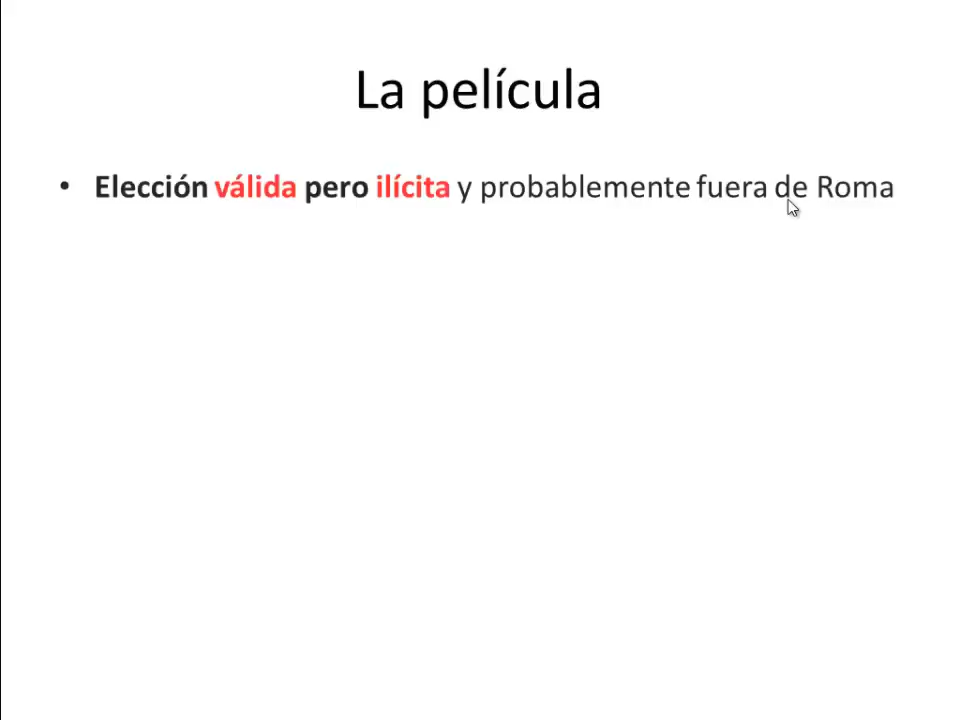 La película
• Elección válida pero ilícita y probablemente fuera de Roma